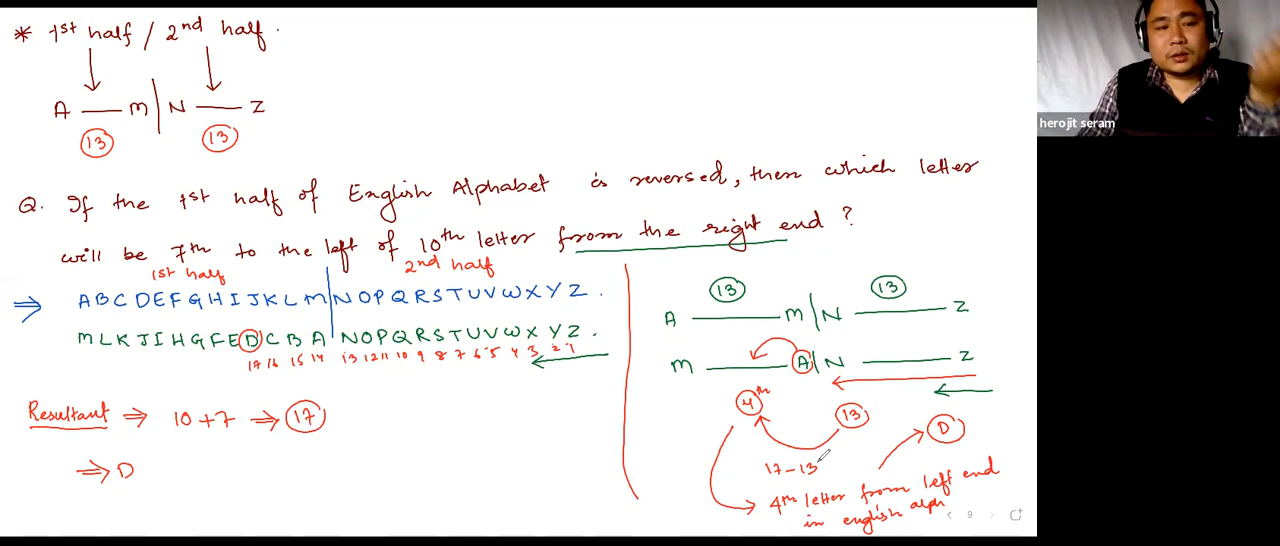 * 1st half / 2nd half.
A — M | N — Z
13 13
Q. If the 1st half of English Alphabet is reversed, then which letter
will be 7th to the left of 10th letter from the right end?
1st half 2nd half
⇒ A B C D E F G H I J K L M | N O P Q R S T U V W X Y Z.
M L K J I H G F E D C B A N O P Q R S T U V W X Y Z.
17 16 15 14 13 12 11 10 9 8 7 6 5 4 3 2 1
Resultant ⇒ 10 + 7 ⇒ 17
⇒ D
13 13
A — M | N — Z
M — A | N — Z
4th 13
D
17 - 13
4th letter from left end
in english alph
herojit seram
9